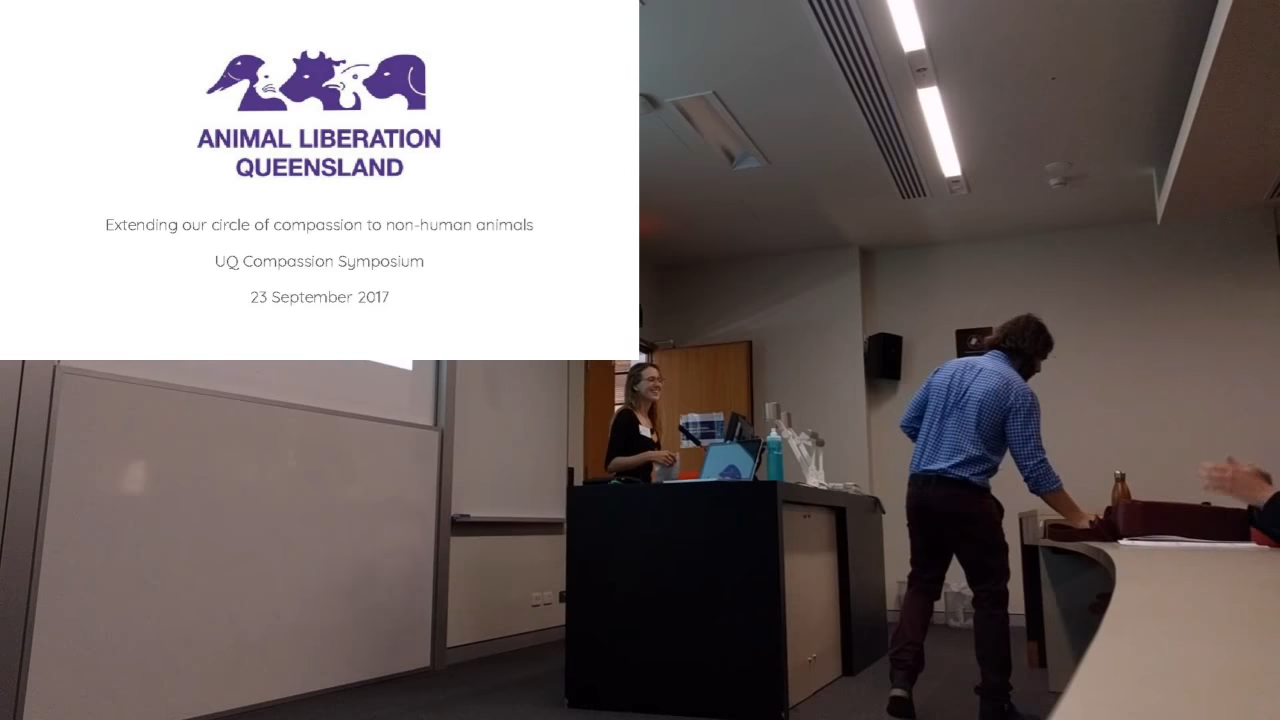 ANIMAL LIBERATION
QUEENSLAND
Extending our circle of compassion to non-human animals
UQ Compassion Symposium
23 September 2017